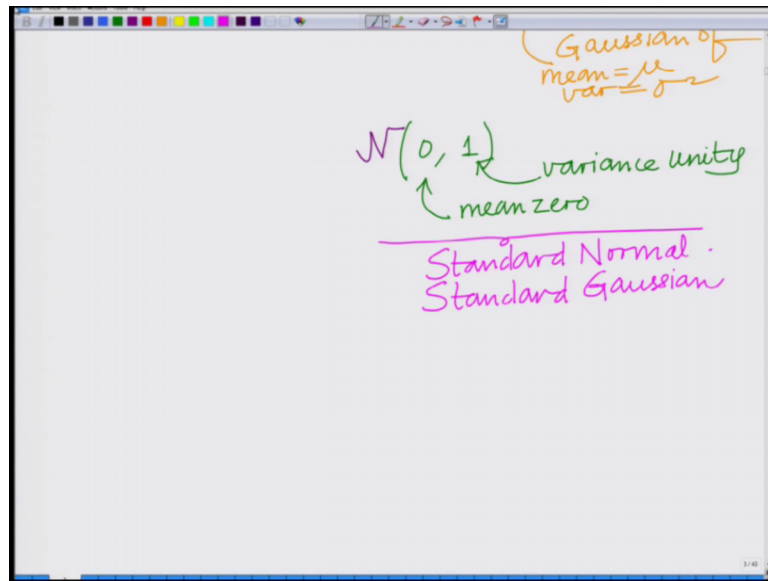 Gaussian of
mean = μ
var = σ²
N(0, 1)
variance unity
mean zero
Standard Normal.
Standard Gaussian